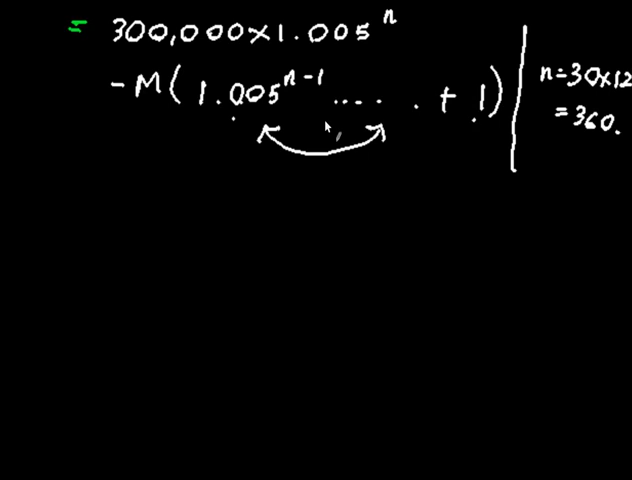 = 300,000×1.005^n
-M(1.005^n-1 .... . + 1)
n=30×12
=360.